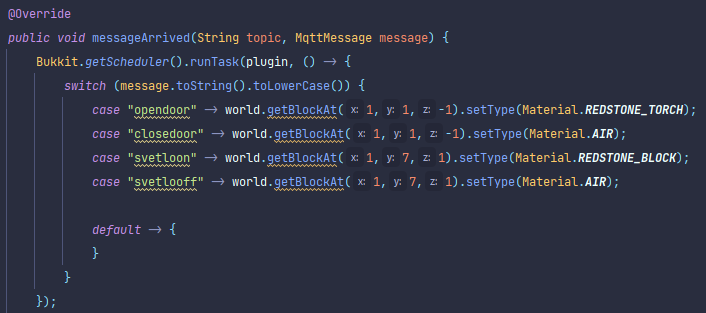 @Override
public void messageArrived(String topic, MqttMessage message) {
Bukkit.getScheduler().runTask(plugin, () -> {
switch (message.toString().toLowerCase()) {
case "opendoor" -> world.getBlockAt( x: 1, y: 1, z: -1).setType(Material.REDSTONE_TORCH);
case "closedoor" -> world.getBlockAt( x: 1, y: 1, z: -1).setType(Material.AIR);
case "svetloon" -> world.getBlockAt( x: 1, y: 7, z: 1).setType(Material.REDSTONE_BLOCK);
case "svetlooff" -> world.getBlockAt( x: 1, y: 7, z: 1).setType(Material.AIR);
default -> {
}
}
});